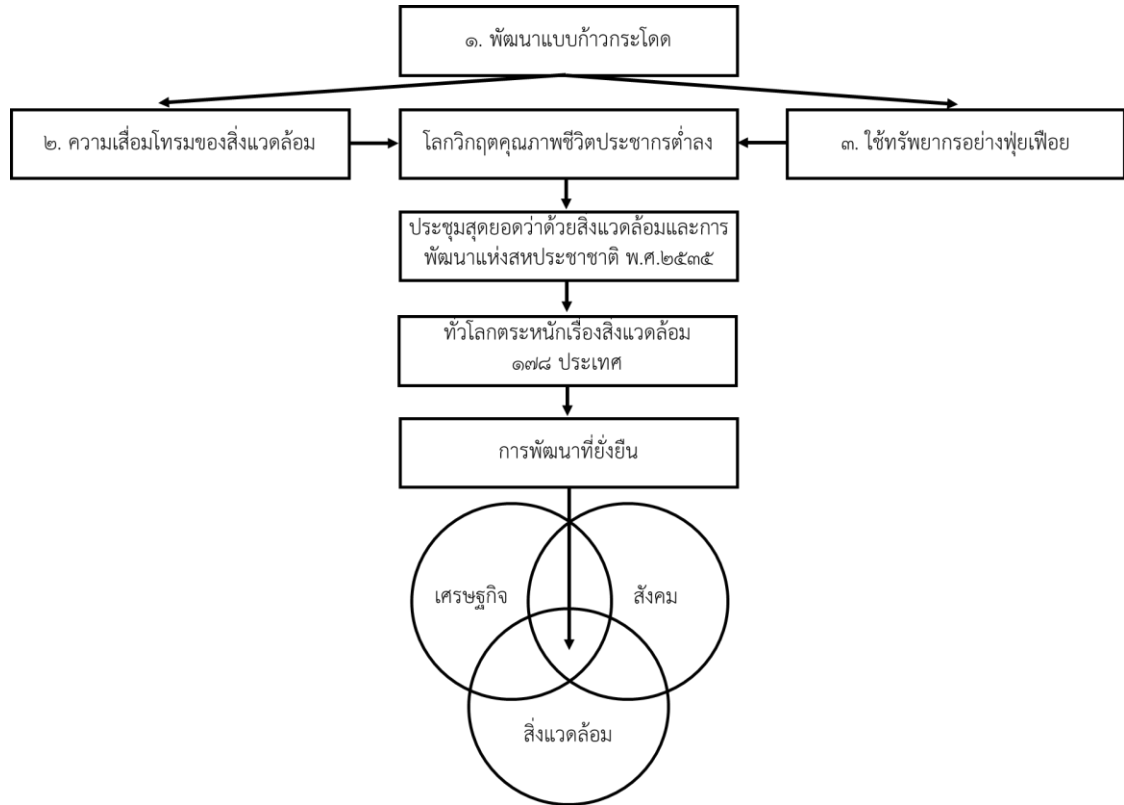 ๑. พัฒนาแบบก้าวกระโดด
๒. ความเสื่อมโทรมของสิ่งแวดล้อม
โลกวิกฤตคุณภาพชีวิตประชากรต่ำลง
๓. ใช้ทรัพยากรอย่างฟุ่ยเฟือย
ประชุมสุดยอดว่าด้วยสิ่งแวดล้อมและการ
พัฒนาแห่งสหประชาชาติ พ.ศ.๒๕๓๕
ทั่วโลกตระหนักเรื่องสิ่งแวดล้อม
๑๗๘ ประเทศ
การพัฒนาที่ยั่งยืน
เศรษฐกิจ
สังคม
สิ่งแวดล้อม